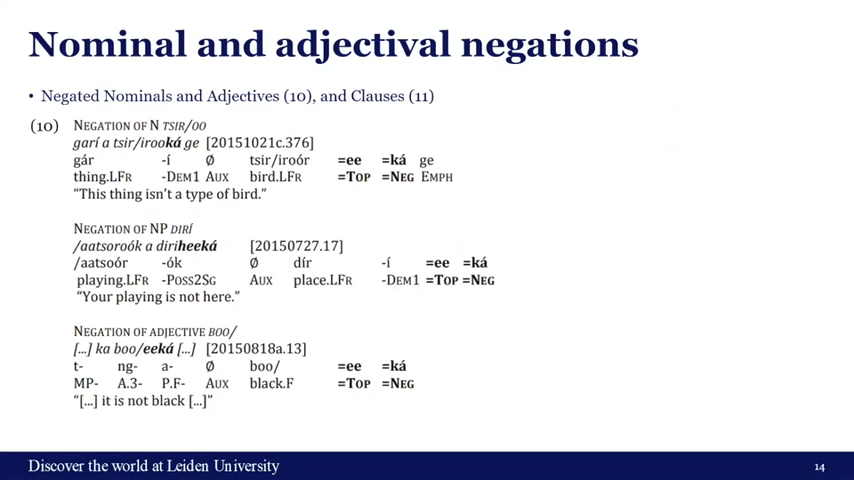 Nominal and adjectival negations
• Negated Nominals and Adjectives (10), and Clauses (11)
(10) NEGATION OF N TSIR/OO
garí a tsir/irooká ge [20151021c.376]
gár -í Ø tsir/iroór =ee =ká ge
thing.LFR -DEM1 AUX bird.LFR =TOP =NEG EMPH
“This thing isn’t a type of bird.”
NEGATION OF NP DIRÍ
/aatsoroók a diriheeká [20150727.17]
/aatsoór -ók Ø dír -í =ee =ká
playing.LFR -POSS2SG AUX place.LFR -DEM1 =TOP =NEG
“Your playing is not here.”
NEGATION OF ADJECTIVE BOO/
[...] ka boo/eeká [...] [20150818a.13]
t- ng- a- Ø boo/ =ee =ká
MP- A.3- P.F- AUX black.F =TOP =NEG
“[...] it is not black [...]”
Discover the world at Leiden University
14